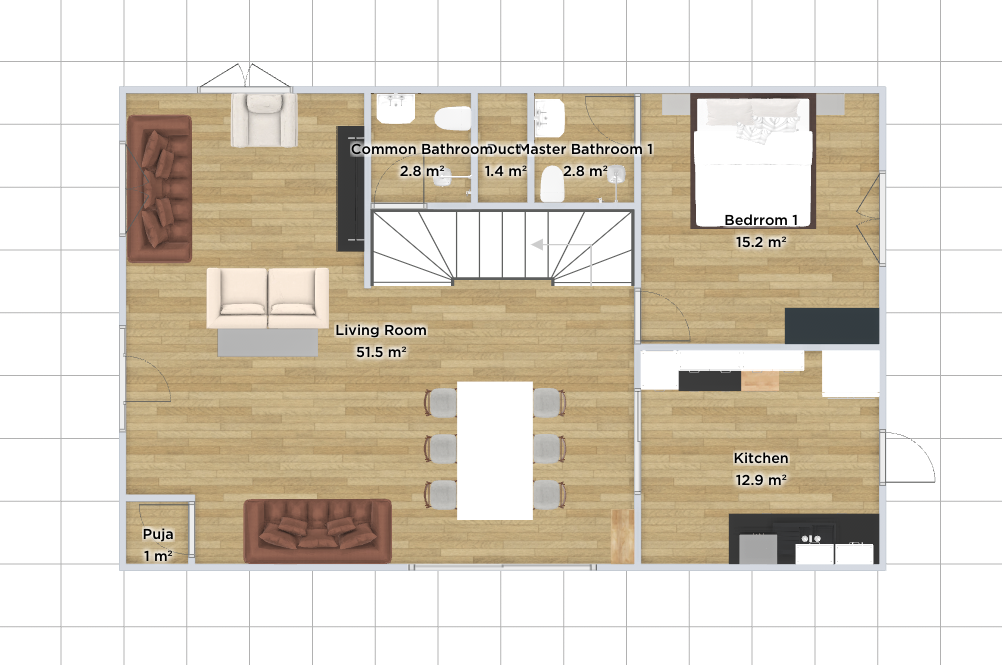 Common Bathroom
2.8 m²
Duct
1.4 m²
Master Bathroom 1
2.8 m²
Bedrrom 1
15.2 m²
Living Room
51.5 m²
Kitchen
12.9 m²
Puja
1 m²